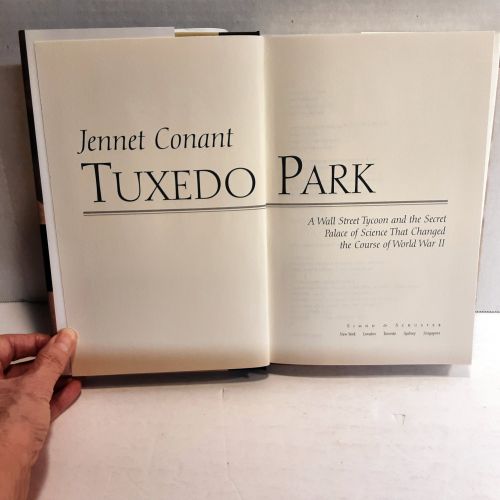 Jennet Conant
TUXEDO PARK
A Wall Street Tycoon and the Secret
Palace of Science That Changed
the Course of World War II
SIMON & SCHUSTER
New York London Toronto Sydney Singapore